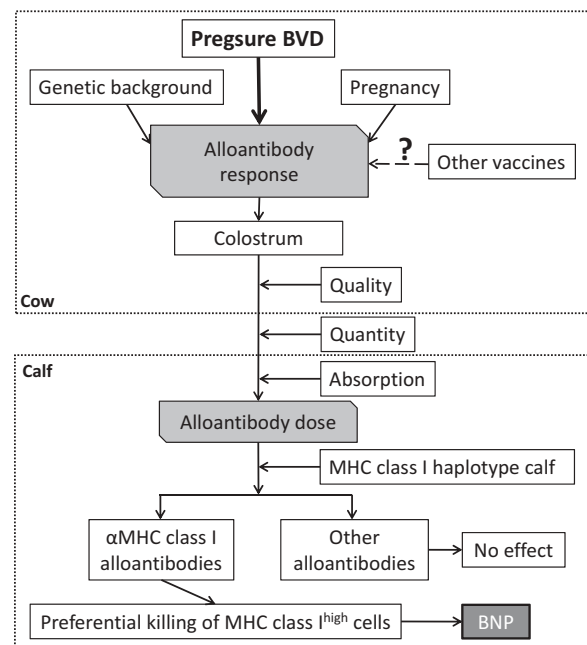 Pregsure BVD
Genetic background
Pregnancy
Alloantibody
response
?
Other vaccines
Colostrum
Quality
Cow
Quantity
Calf
Absorption
Alloantibody dose
MHC class I haplotype calf
αMHC class I
alloantibodies
Other
alloantibodies
No effect
Preferential killing of MHC class I^high cells
BNP